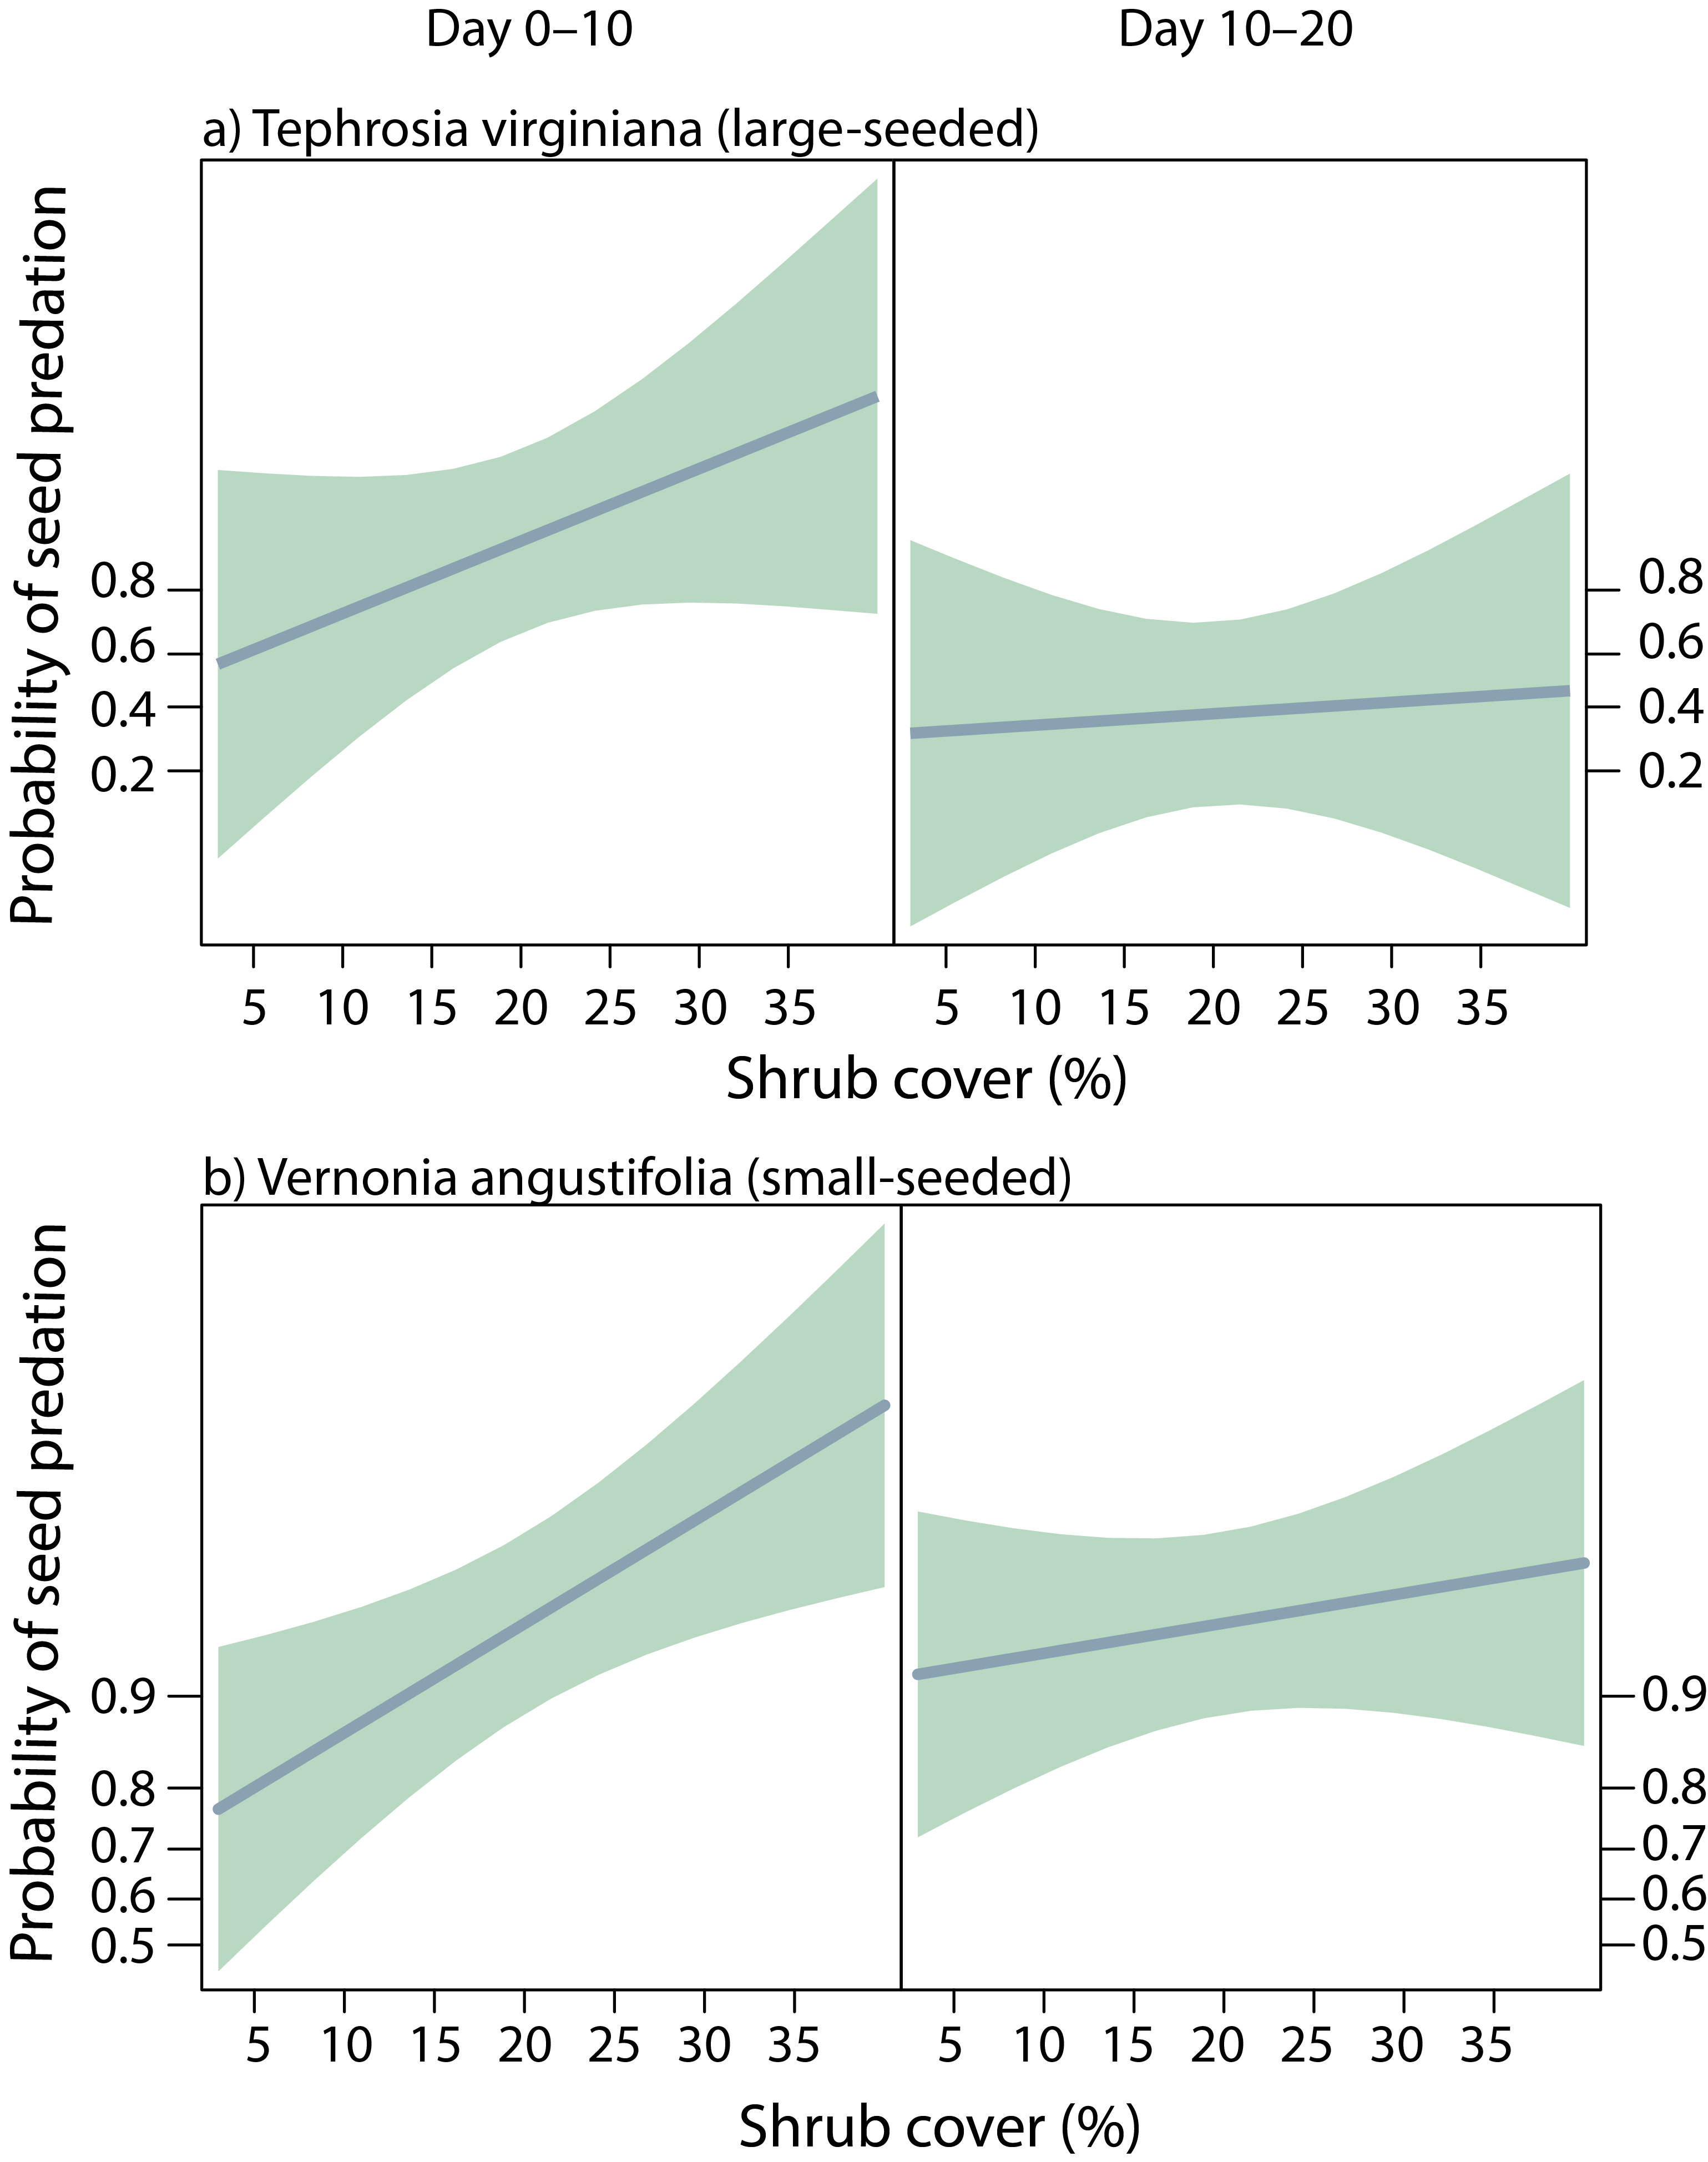 Day 0–10 Day 10–20
a) Tephrosia virginiana (large-seeded)
Probability of seed predation
0.8
0.6
0.4
0.2
0.8
0.6
0.4
0.2
5 10 15 20 25 30 35 5 10 15 20 25 30 35
Shrub cover (%)
b) Vernonia angustifolia (small-seeded)
Probability of seed predation
0.9
0.8
0.7
0.6
0.5
0.9
0.8
0.7
0.6
0.5
5 10 15 20 25 30 35 5 10 15 20 25 30 35
Shrub cover (%)